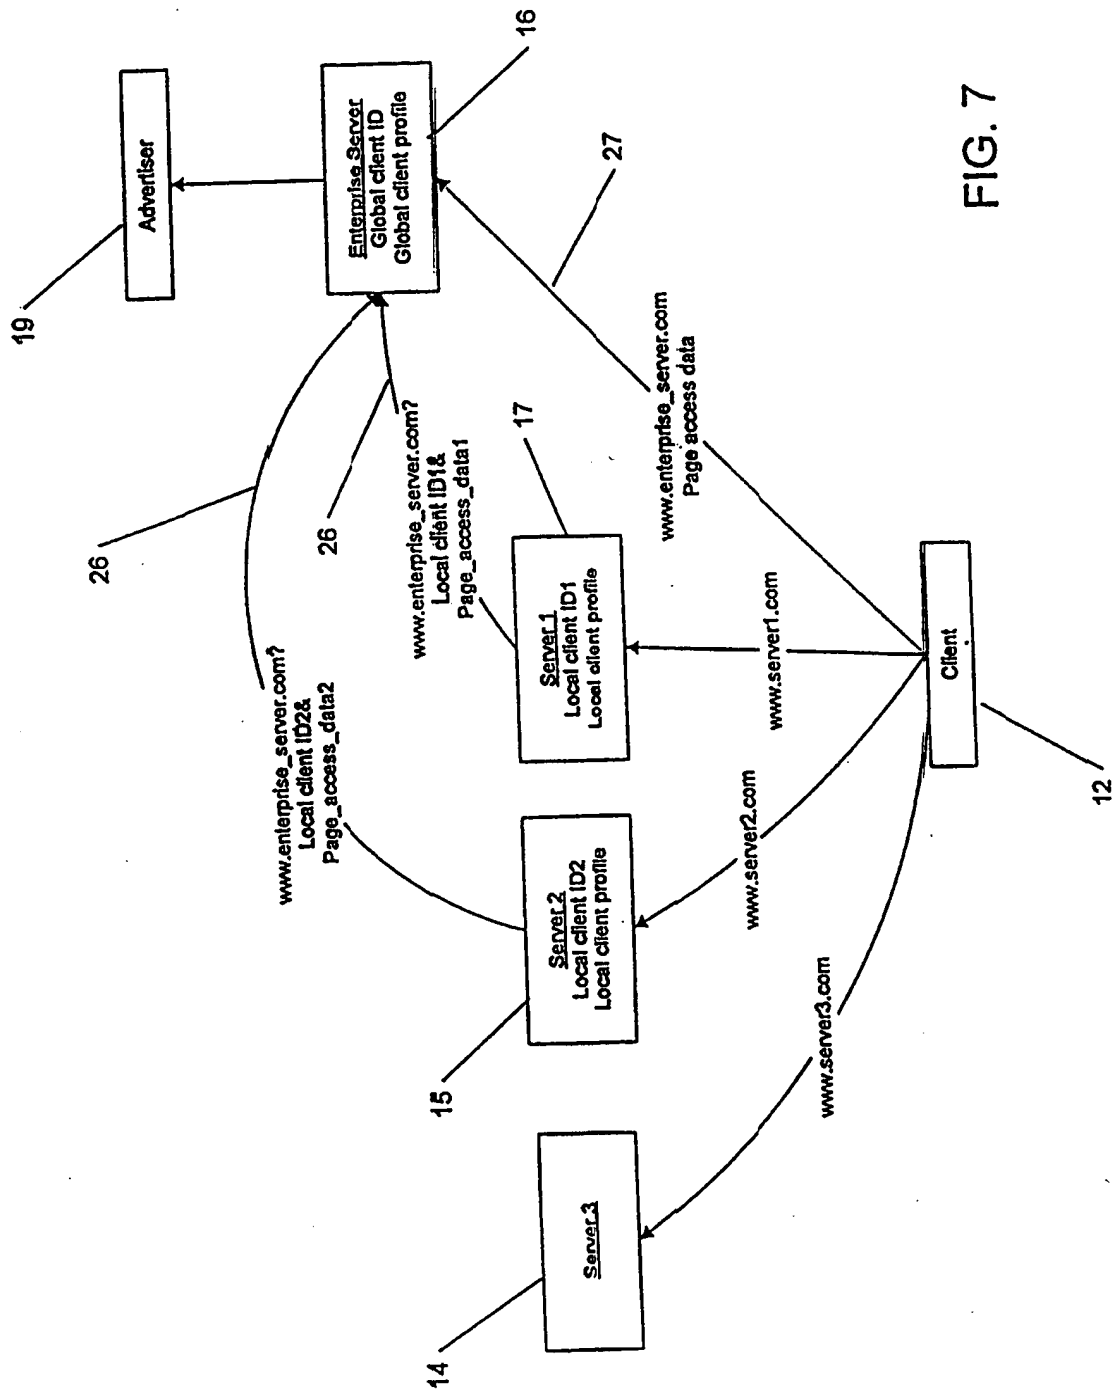 19
Advertiser
16
Enterprise Server
Global client ID
Global client profile
26
26
27
www.enterprise_server.com?
Local client ID2&
Page_access_data2
www.enterprise_server.com?
Local client ID1&
Page_access_data1
www.enterprise_server.com
Page access data
14
Server 3
15
Server 2
Local client ID2
Local client profile
17
Server 1
Local client ID1
Local client profile
www.server3.com
www.server2.com
www.server1.com
Client
12
FIG. 7